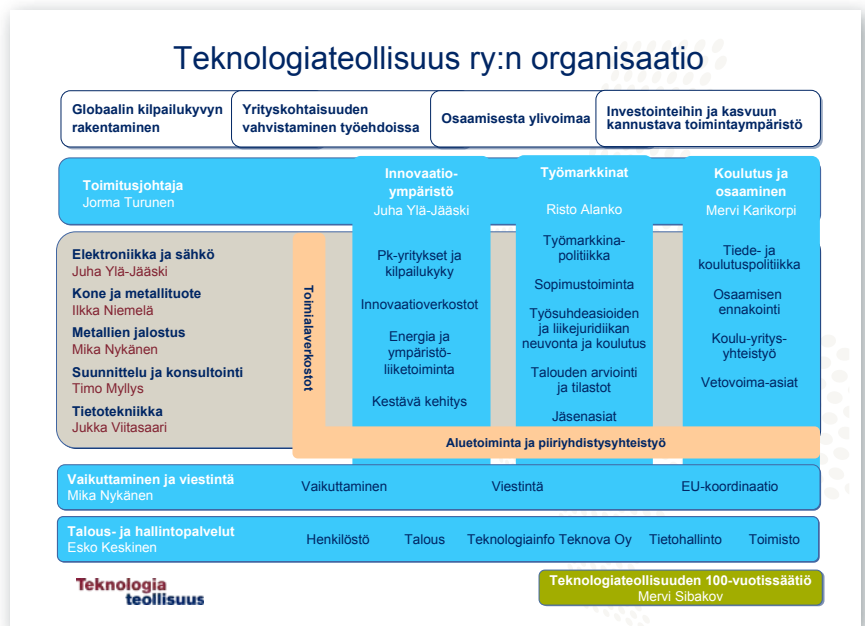 Teknologiateollisuus ry:n organisaatio
Globaalin kilpailukyvyn
rakentaminen
Yrityskohtaisuuden
vahvistaminen työehdoissa
Osaamisesta ylivoimaa
Investointeihin ja kasvuun
kannustava toimintaympäristö
Toimitusjohtaja
Jorma Turunen
Innovaatio-
ympäristö
Juha Ylä-Jääski
Työmarkkinat
Risto Alanko
Koulutus ja
osaaminen
Mervi Karikorpi
Elektroniikka ja sähkö
Juha Ylä-Jääski
Kone ja metallituote
Ilkka Niemelä
Metallien jalostus
Mika Nykänen
Suunnittelu ja konsultointi
Timo Myllys
Tietotekniikka
Jukka Viitasaari
Toimialaverkostot
Pk-yritykset ja
kilpailukyky
Innovaatioverkostot
Energia ja
ympäristö-
liiketoiminta
Kestävä kehitys
Työmarkkina-
politiikka
Sopimustoiminta
Työsuhdeasioiden
ja liikejuridiikan
neuvonta ja koulutus
Talouden arviointi
ja tilastot
Jäsenasiat
Tiede- ja
koulutuspolitiikka
Osaamisen
ennakointi
Koulu-yritys-
yhteistyö
Vetovoima-asiat
Aluetoiminta ja piiriyhdistysyhteistyö
Vaikuttaminen ja viestintä
Mika Nykänen
Vaikuttaminen
Viestintä
EU-koordinaatio
Talous- ja hallintopalvelut
Esko Keskinen
Henkilöstö
Talous
Teknologiainfo Teknova Oy
Tietohallinto
Toimisto
Teknologia
teollisuus
Teknologiateollisuuden 100-vuotissäätiö
Mervi Sibakov